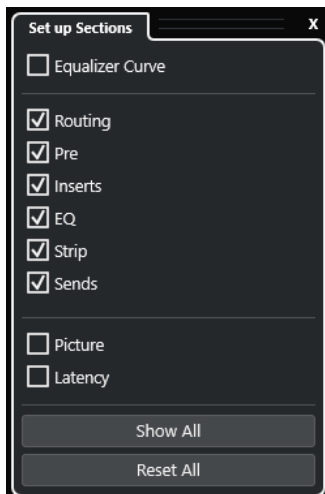 Set up Sections
X
Equalizer Curve
Routing
Pre
Inserts
EQ
Strip
Sends
Picture
Latency
Show All
Reset All